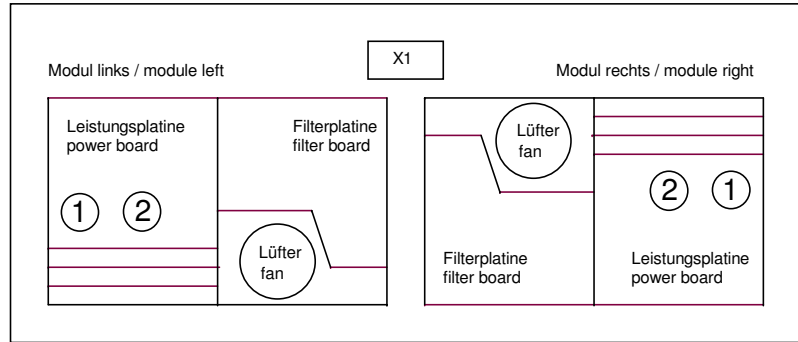 X1
Modul links / module left
Modul rechts / module right
Leistungsplatine
power board
Filterplatine
filter board
1
2
Lüfter
fan
Lüfter
fan
2
1
Filterplatine
filter board
Leistungsplatine
power board